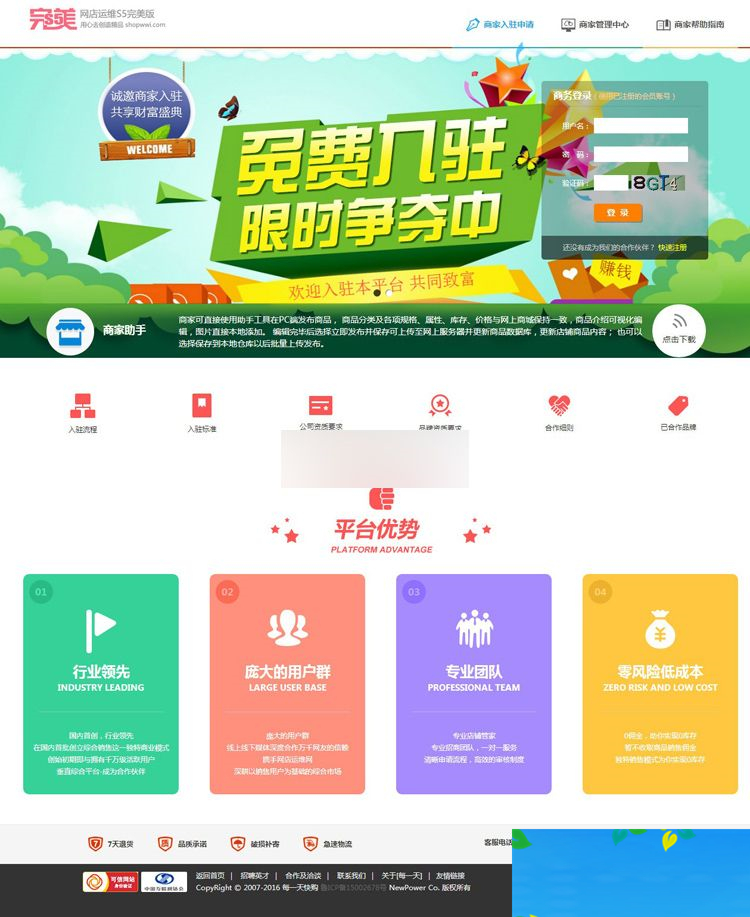 完美 网店运维S5完美版
用心去创造精品 shopwwi.com
商家入驻申请 商家管理中心 商家帮助指南
诚邀商家入驻
共享财富盛典
WELCOME
免费入驻
限时争夺中
欢迎入驻本平台 共同致富
商务登录(使用已注册的会员账号)
用户名：
密 码：
验证码： 8GT4
登 录
还没有成为我们的合作伙伴？ 快速注册
赚钱
商家助手
商家可直接使用助手工具在PC端发布商品， 商品分类及各项规格、属性、库存、价格与网上商城保持一致，商品介绍可视化编
辑，图片直接本地添加。 编辑完毕后选择立即发布并保存可上传至网上服务器并更新商品数据库，更新店铺商品内容； 也可以
选择保存到本地仓库以后批量上传发布。
点击下载
入驻流程 入驻标准 公司资质要求 品牌资质要求 合作细则 已合作品牌
平台优势
PLATFORM ADVANTAGE
01
行业领先
INDUSTRY LEADING
国内首创，行业领先
在国内首批创立综合销售这一独特商业模式
创始初期即与拥有千万级活跃用户
垂直综合平台·成为合作伙伴
02
庞大的用户群
LARGE USER BASE
庞大的用户群
线上线下媒体深度合作万千网友的信赖
携手网店运维网
深耕以销售用户为基础的综合市场
03
专业团队
PROFESSIONAL TEAM
专业店铺管家
专业招商团队，一对一服务
清晰申请流程，高效的审核制度
04
零风险低成本
ZERO RISK AND LOW COST
0佣金，助你实现0库存
暂不收取商品销售佣金
独特销售模式为你实现0库存
7天退货 品质承诺 破损补寄 急速物流 客服电话
可信网站
身份验证
中国互联网协会
返回首页 | 招聘英才 | 合作及洽谈 | 联系我们 | 关于[每一天] | 友情链接
CopyRight © 2007-2016 每一天快购 鲁ICP备15002678号 NewPower Co. 版权所有